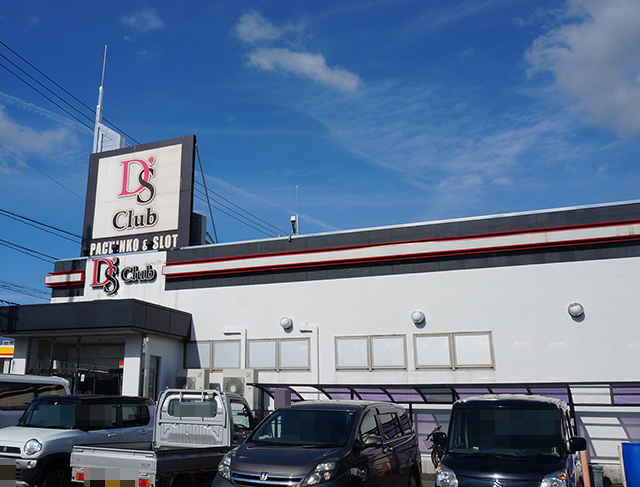 D'S
Club
PACHINKO & SLOT
D'S Club